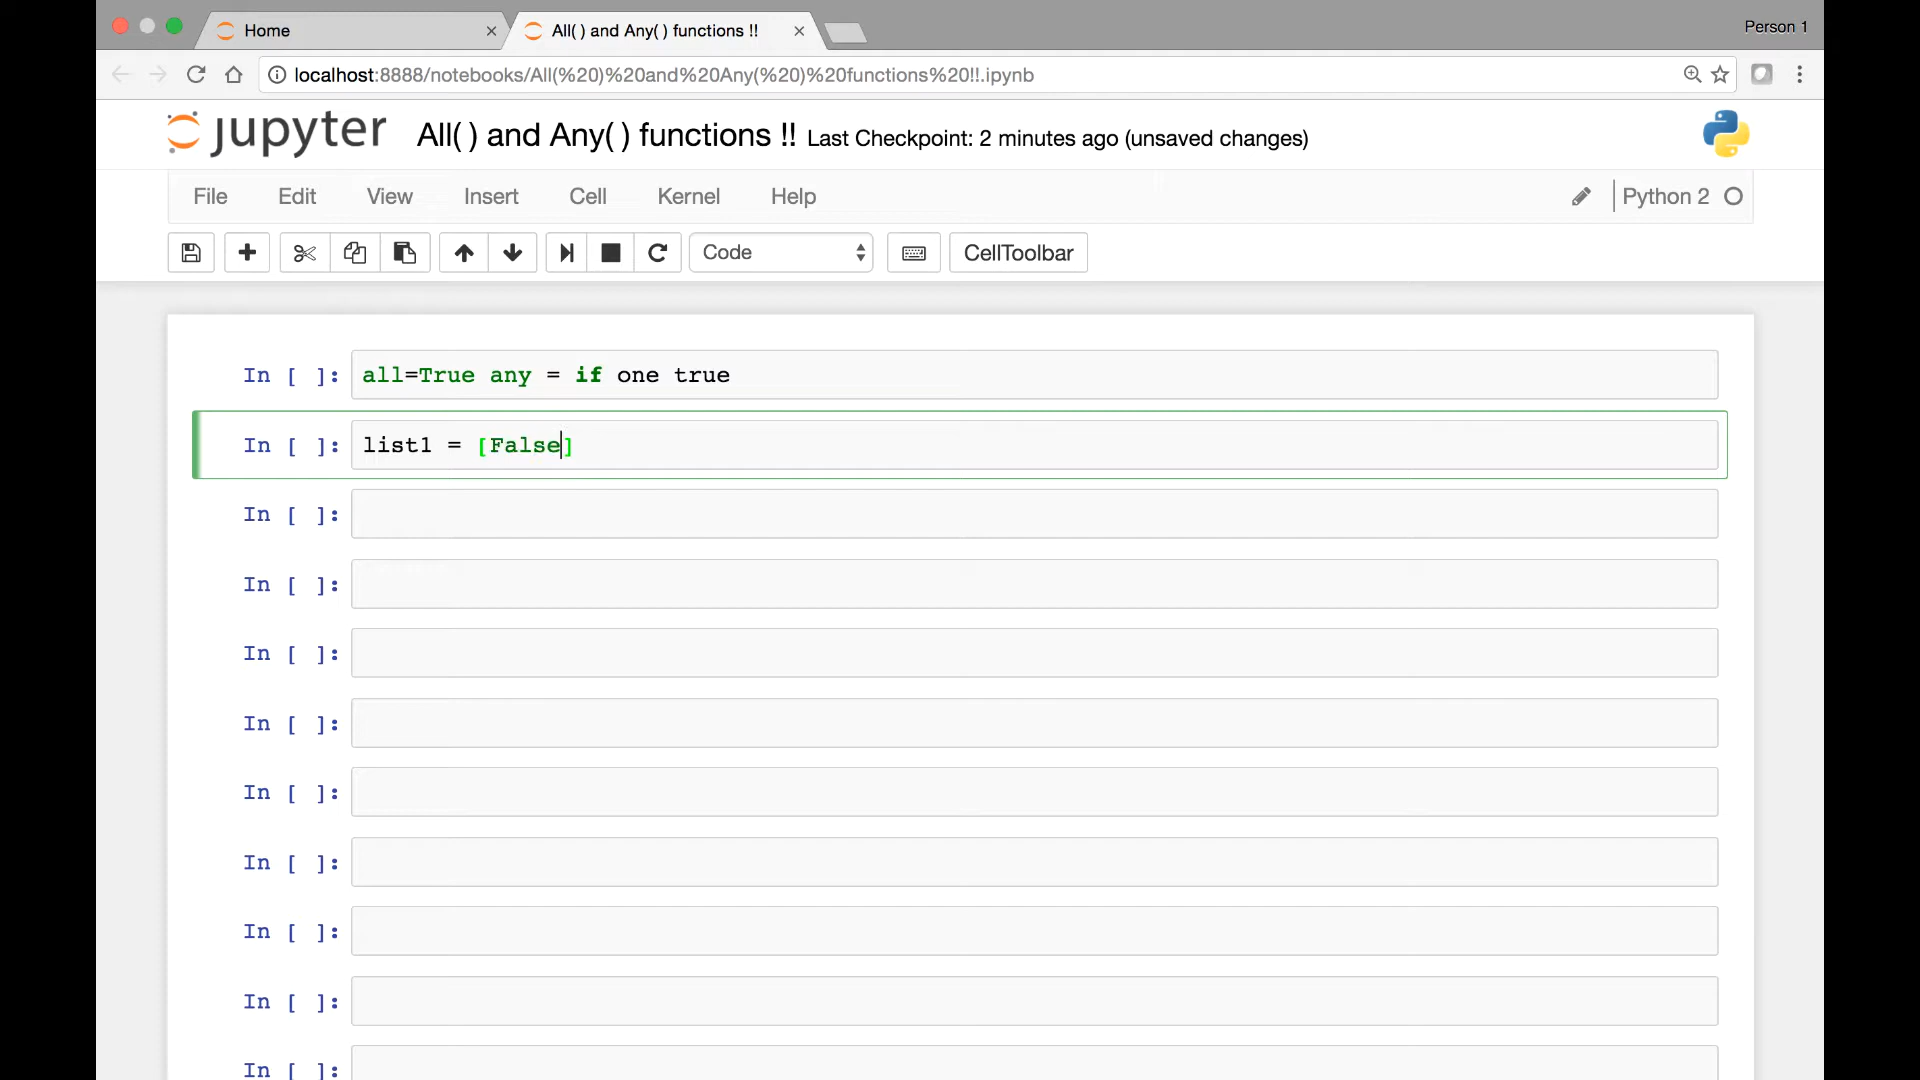 Home
All( ) and Any( ) functions !!
Person 1
localhost:8888/notebooks/All(%20)%20and%20Any(%20)%20functions%20!!.ipynb
jupyter All( ) and Any( ) functions !! Last Checkpoint: 2 minutes ago (unsaved changes)
File Edit View Insert Cell Kernel Help Python 2
Code CellToolbar
In [ ]: all=True any = if one true
In [ ]: list1 = [False]
In [ ]:
In [ ]:
In [ ]:
In [ ]:
In [ ]:
In [ ]:
In [ ]:
In [ ]:
In [ ]: